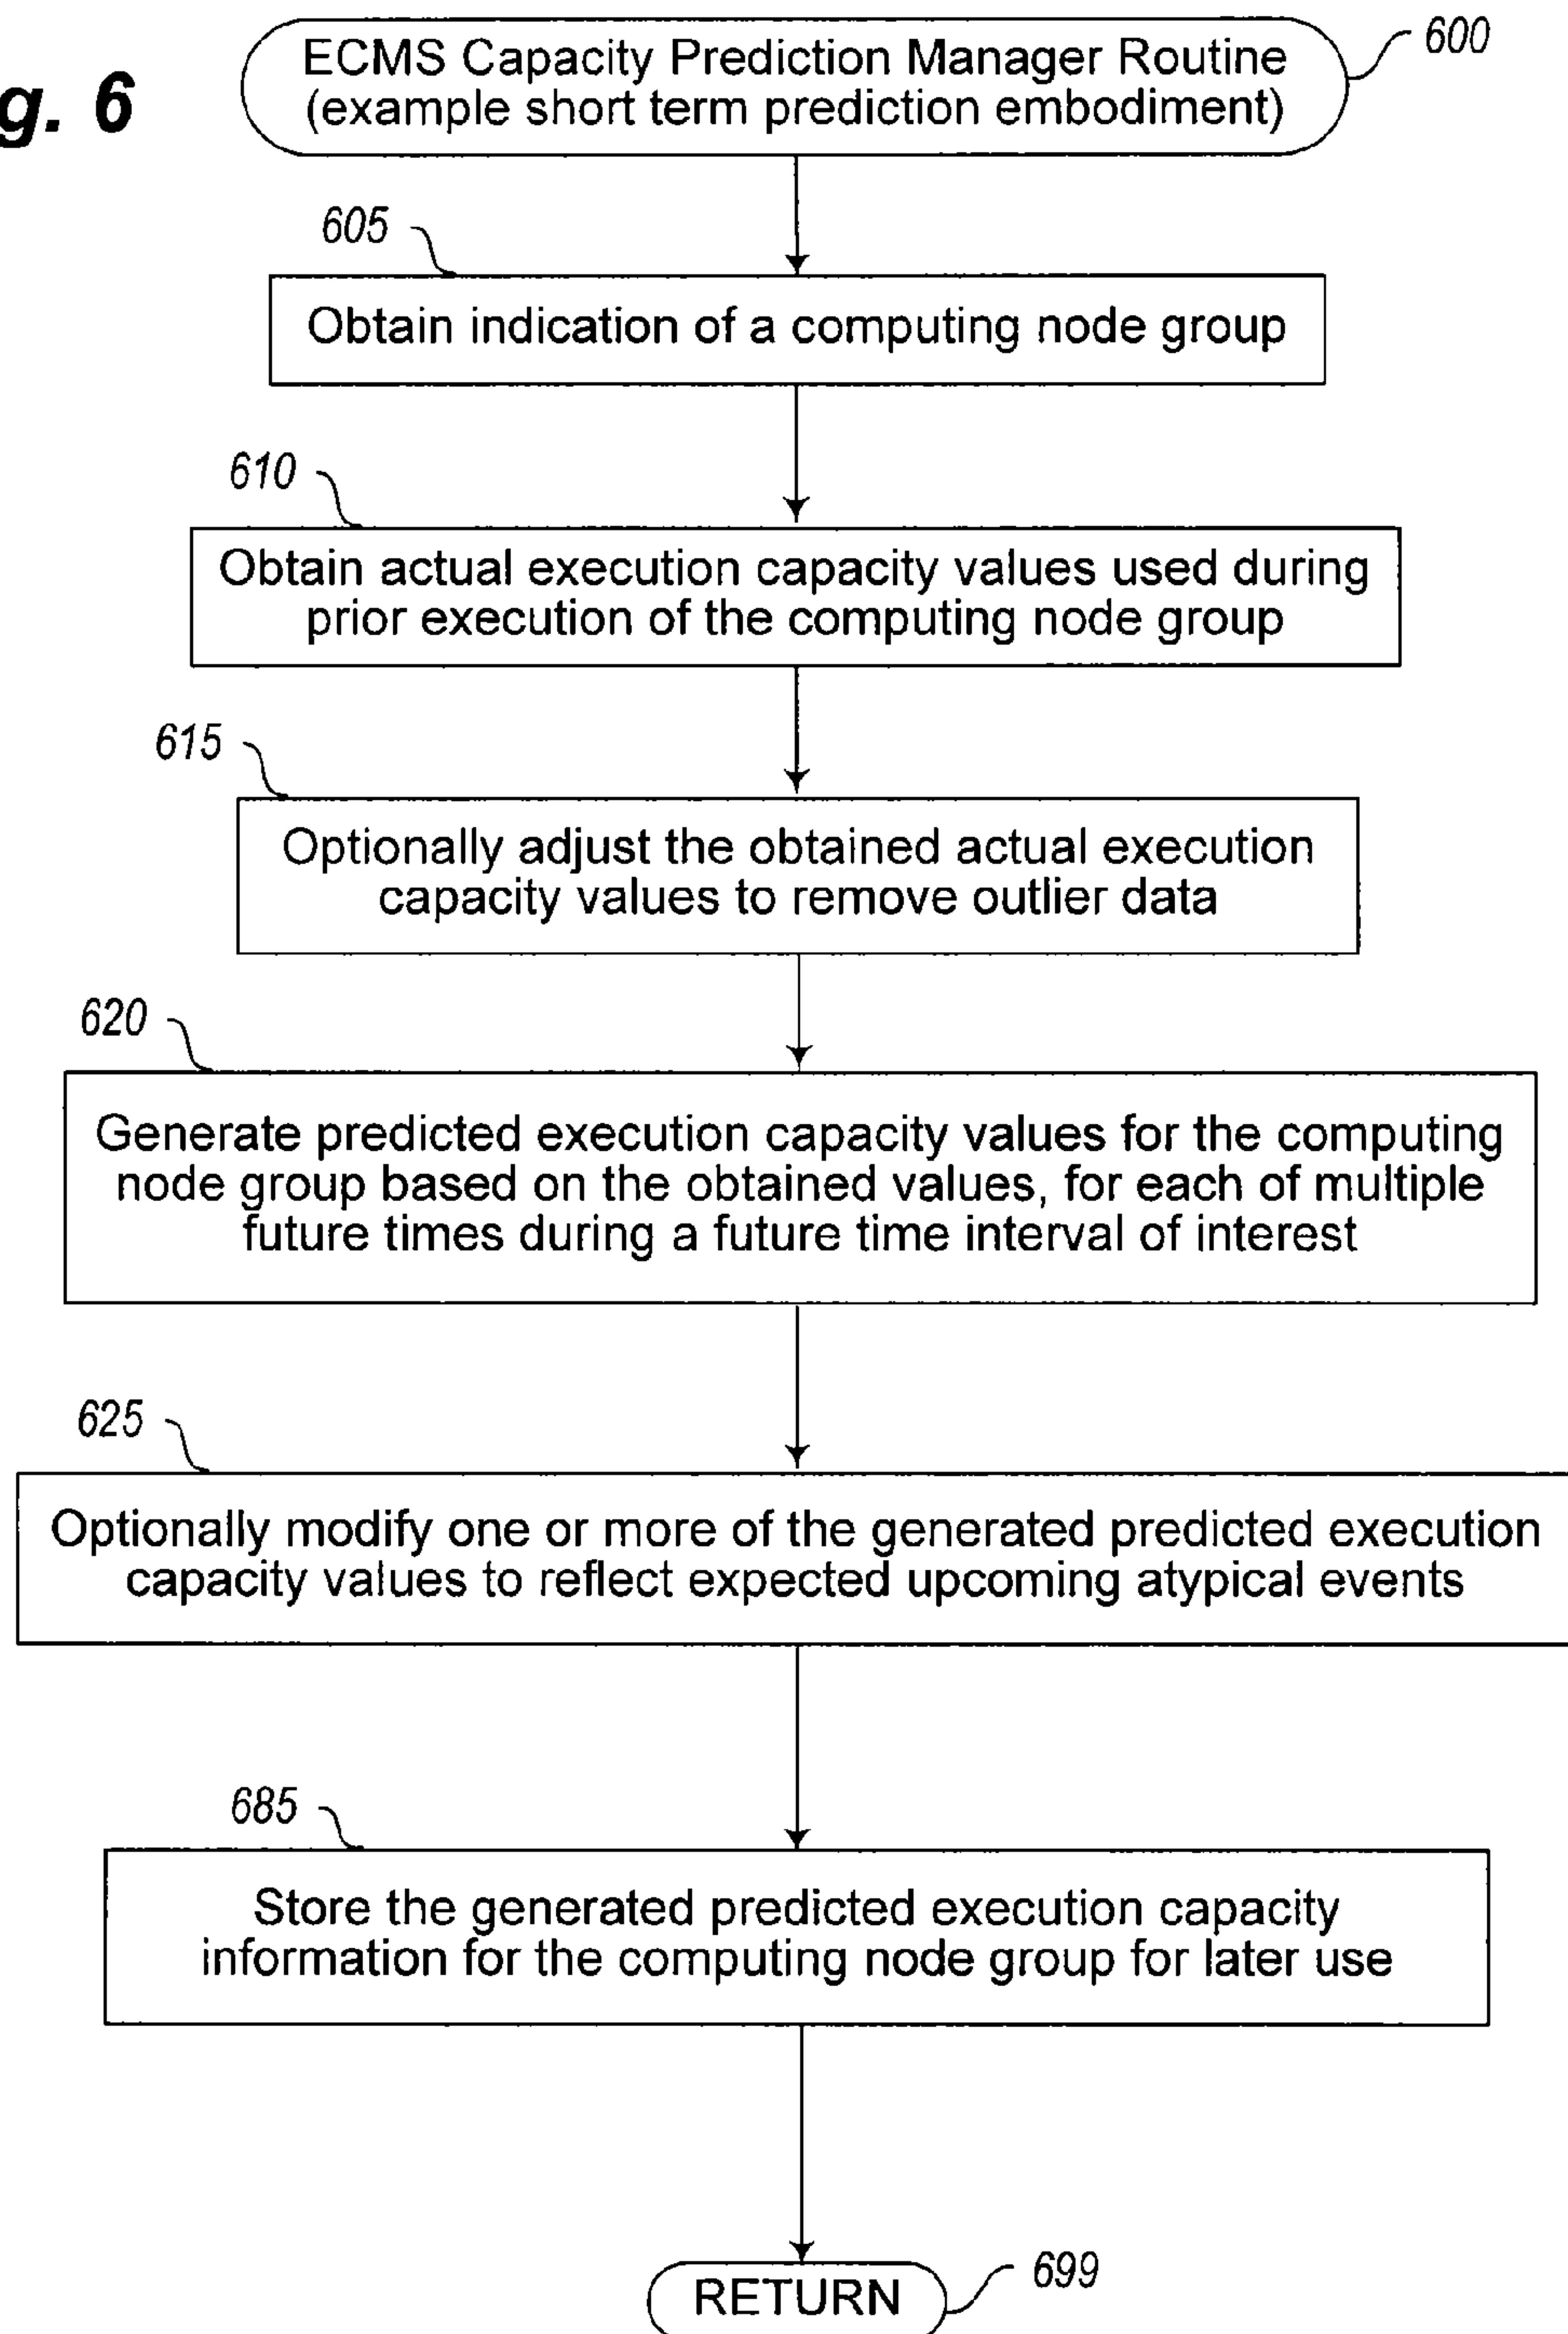 g. 6
ECMS Capacity Prediction Manager Routine
(example short term prediction embodiment)
600
605
Obtain indication of a computing node group
610
Obtain actual execution capacity values used during
prior execution of the computing node group
615
Optionally adjust the obtained actual execution
capacity values to remove outlier data
620
Generate predicted execution capacity values for the computing
node group based on the obtained values, for each of multiple
future times during a future time interval of interest
625
Optionally modify one or more of the generated predicted execution
capacity values to reflect expected upcoming atypical events
685
Store the generated predicted execution capacity
information for the computing node group for later use
RETURN
699